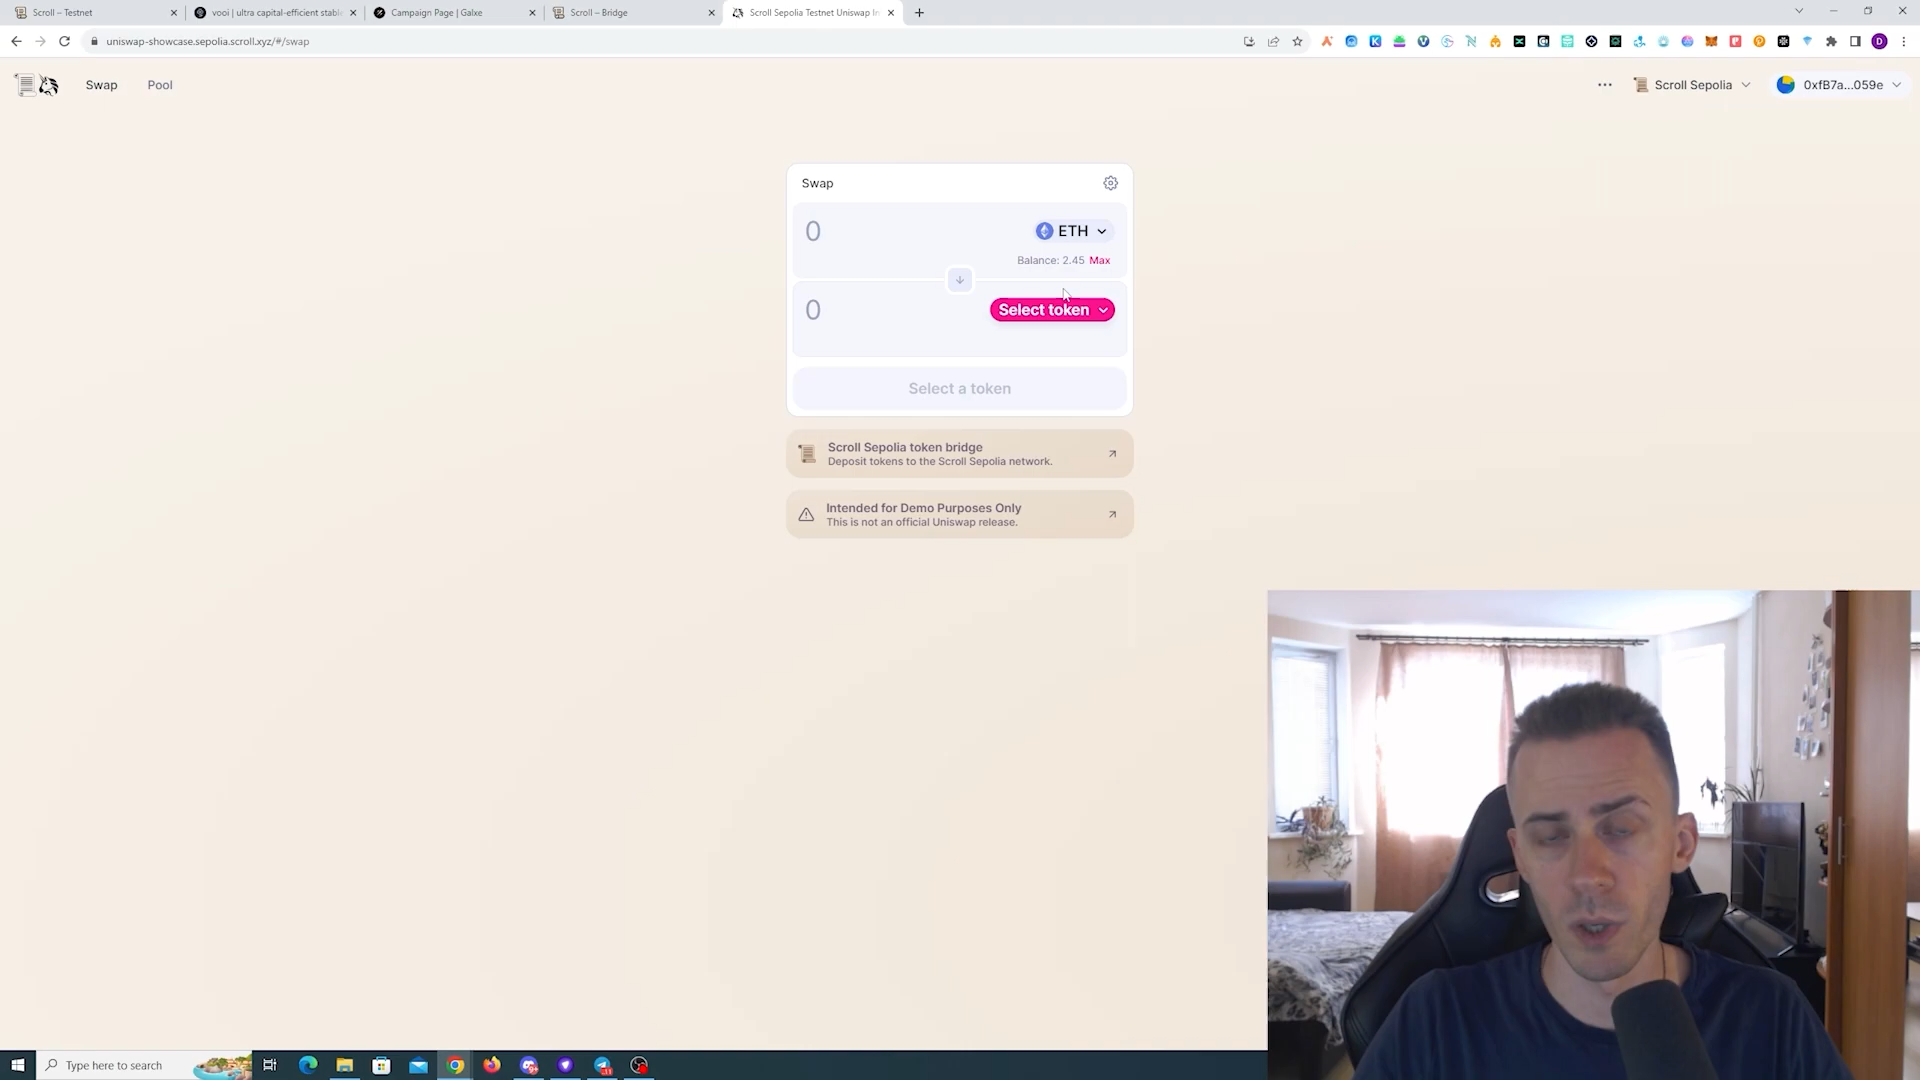 Scroll – Testnet
vooi | ultra capital-efficient stabl
Campaign Page | Galxe
Scroll – Bridge
Scroll Sepolia Testnet Uniswap In
uniswap-showcase.sepolia.scroll.xyz/#/swap
Swap
Pool
Scroll Sepolia
0xfB7a...059e
Swap
0
ETH
Balance: 2.45 Max
0
Select token
Select a token
Scroll Sepolia token bridge
Deposit tokens to the Scroll Sepolia network.
Intended for Demo Purposes Only
This is not an official Uniswap release.
Type here to search